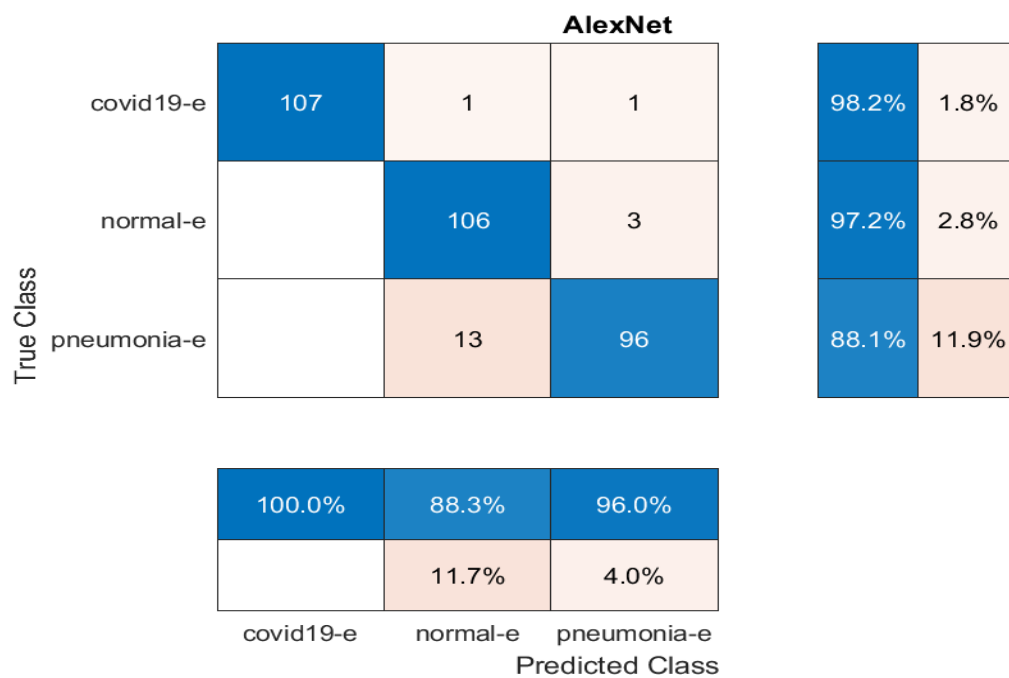 AlexNet
covid19-e 107 1 1 98.2% 1.8%
normal-e 106 3 97.2% 2.8%
pneumonia-e 13 96 88.1% 11.9%
True Class
100.0% 88.3% 96.0%
11.7% 4.0%
covid19-e normal-e pneumonia-e
Predicted Class